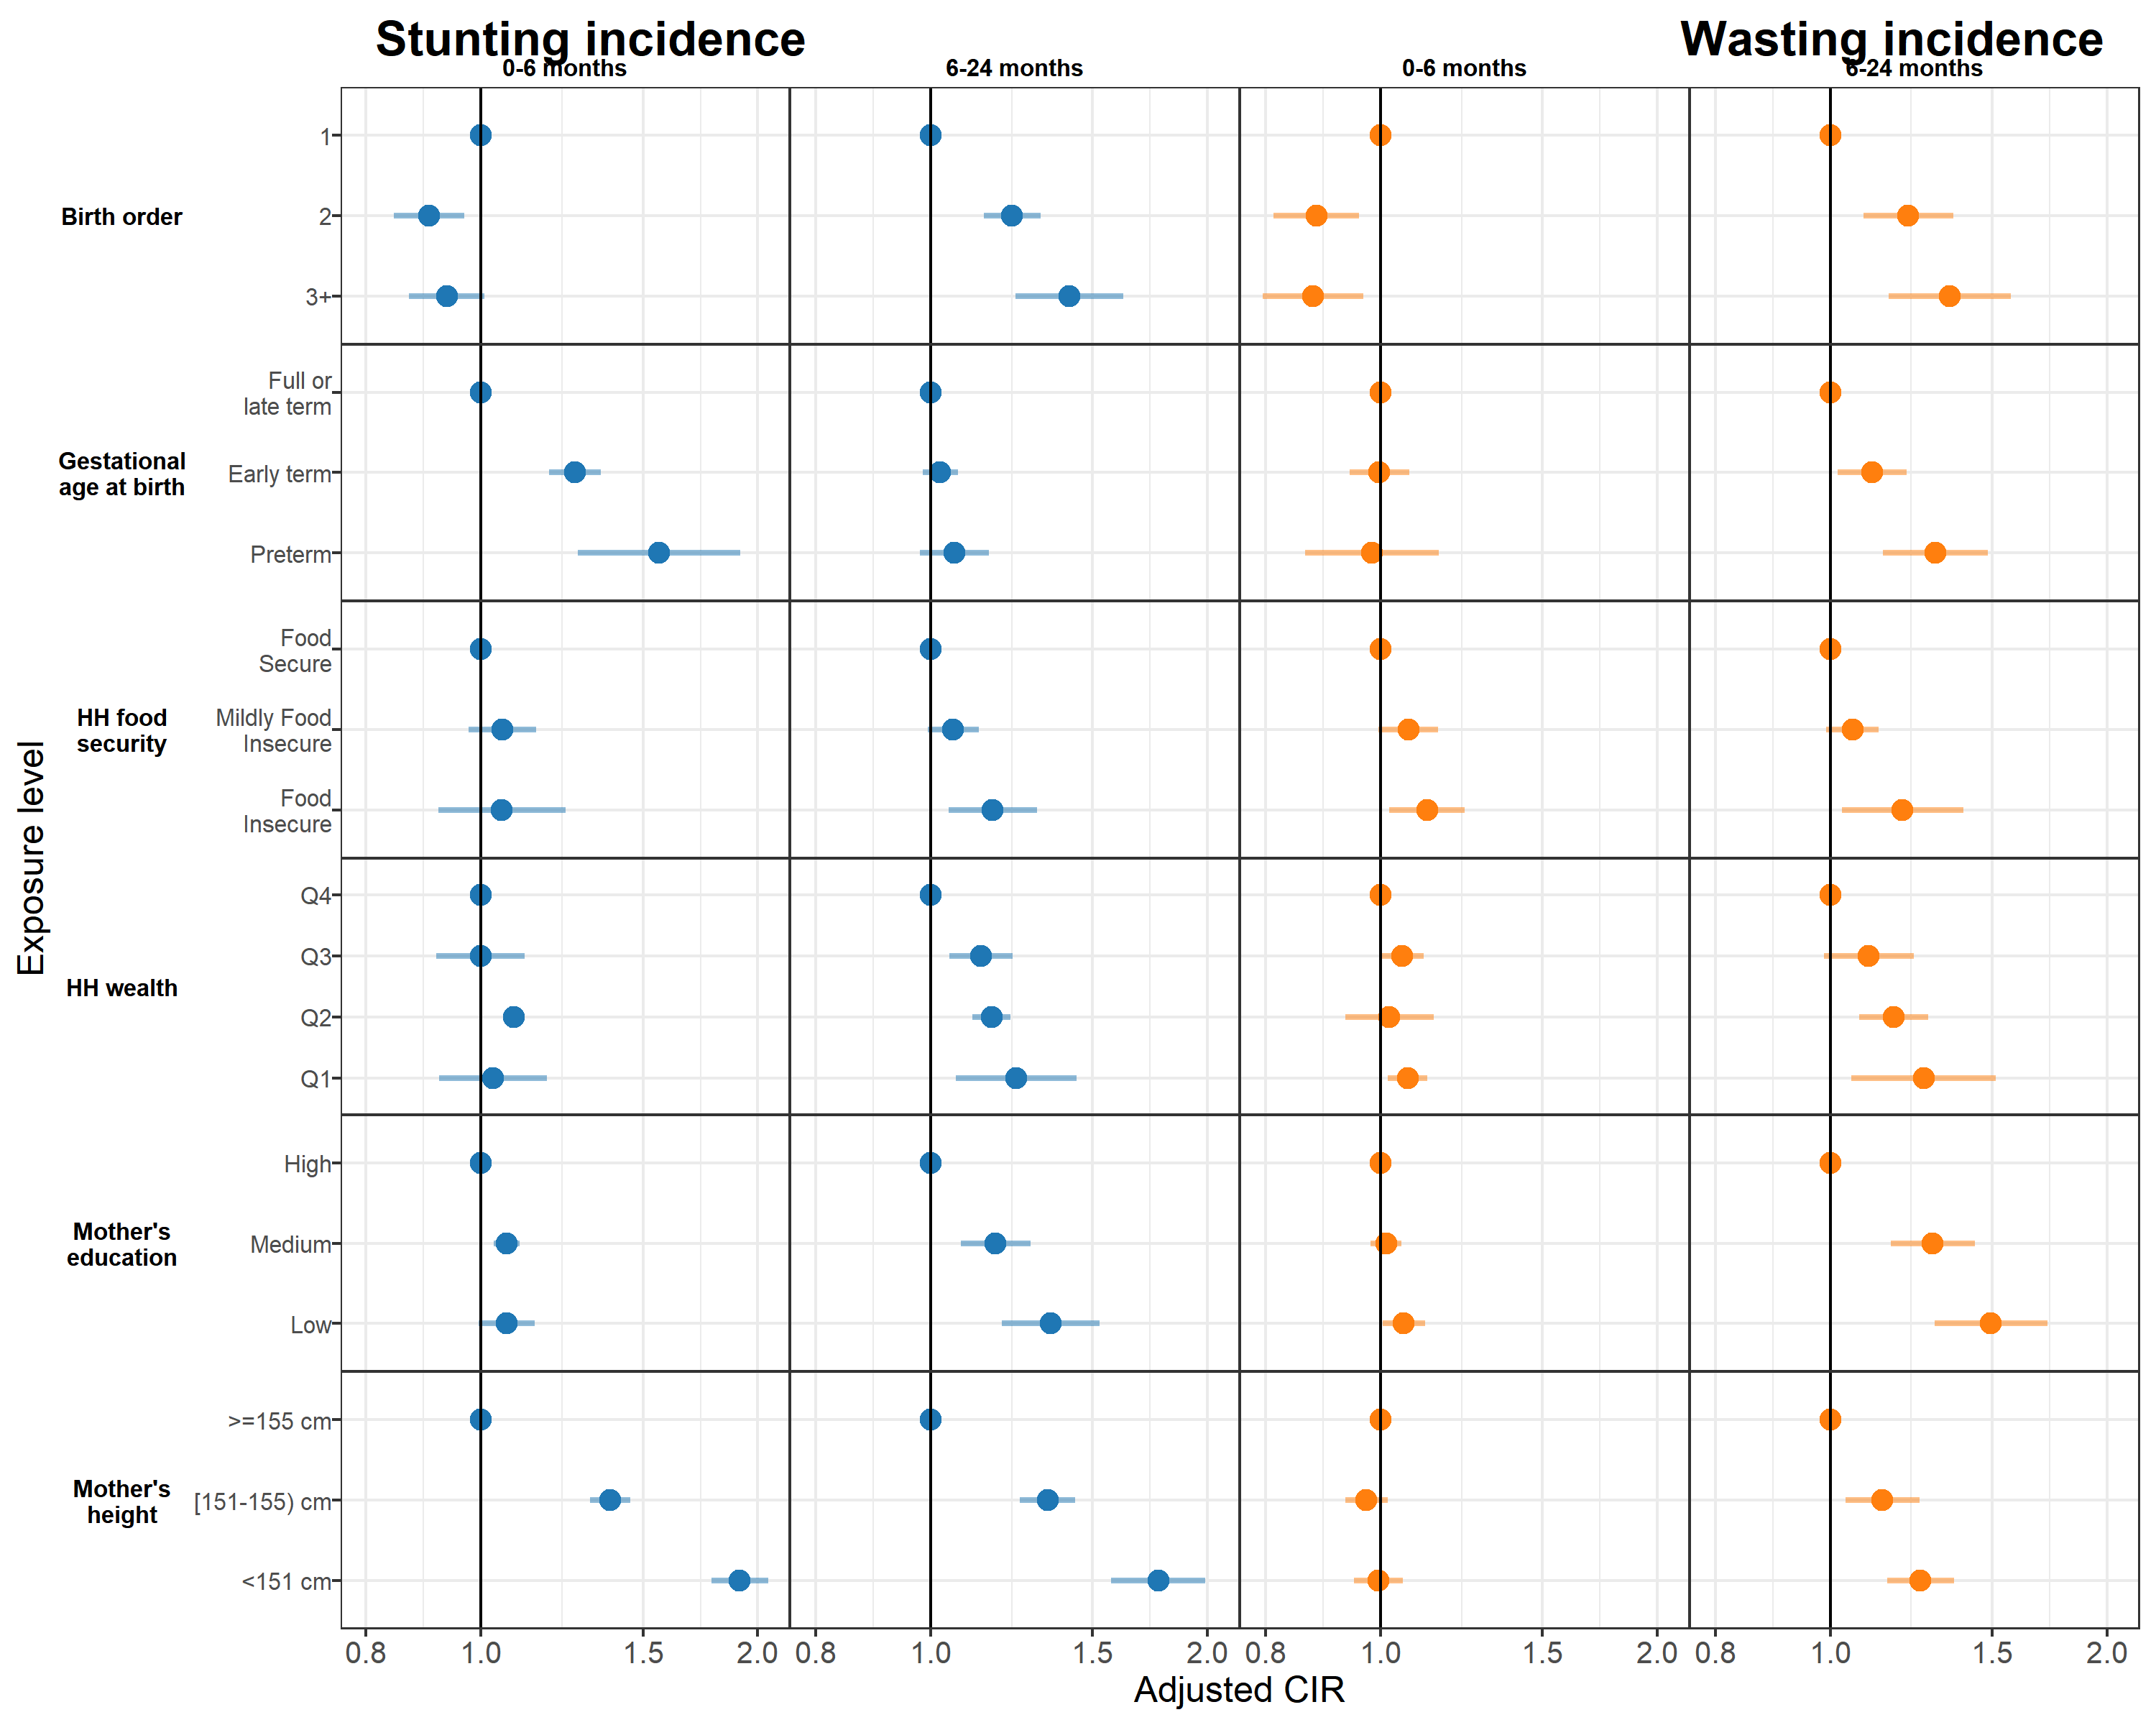 Stunting incidence
Wasting incidence
0-6 months
6-24 months
0-6 months
6-24 months
Exposure level
Birth order
1
2
3+
Gestational
age at birth
Full or
late term
Early term
Preterm
HH food
security
Food
Secure
Mildly Food
Insecure
Food
Insecure
HH wealth
Q4
Q3
Q2
Q1
Mother's
education
High
Medium
Low
Mother's
height
>=155 cm
[151-155) cm
<151 cm
0.8 1.0 1.5 2.0 0.8 1.0 1.5 2.0 0.8 1.0 1.5 2.0 0.8 1.0 1.5 2.0
Adjusted CIR